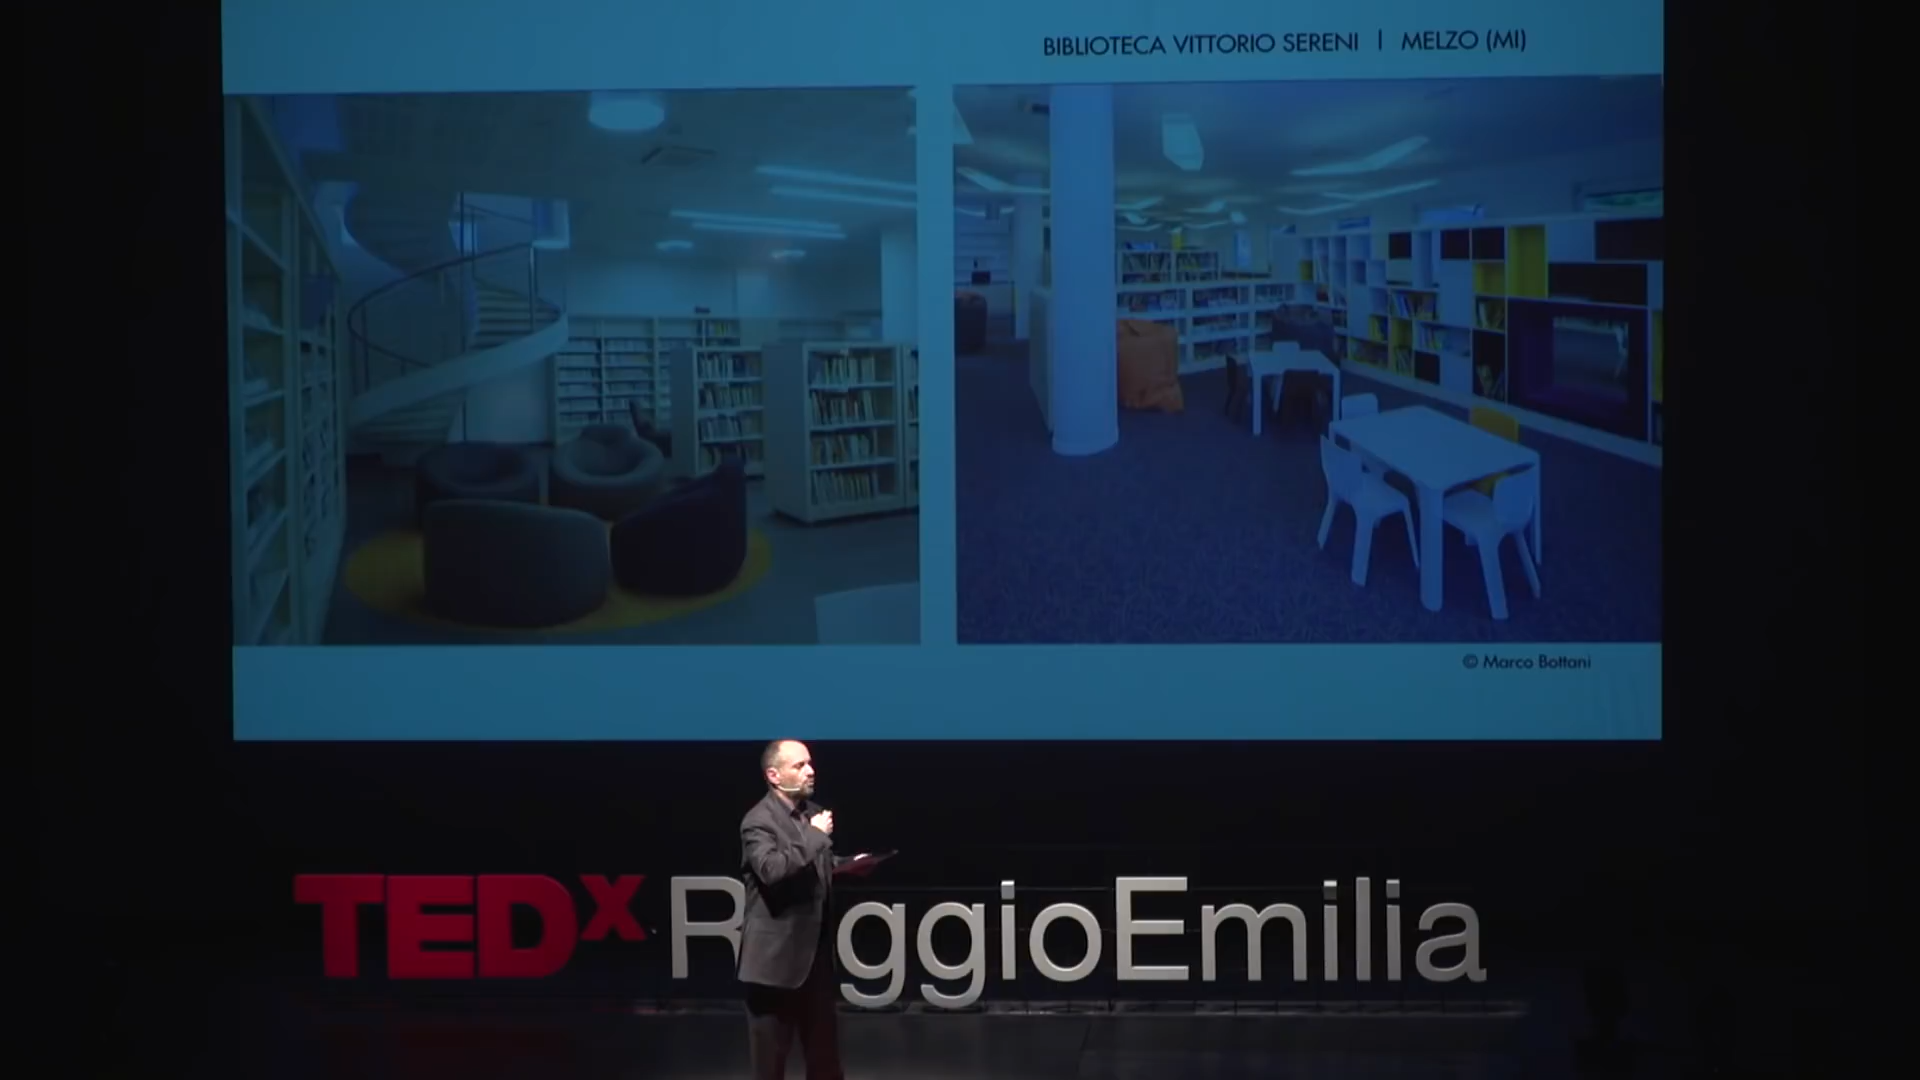 BIBLIOTECA VITTORIO SERENI | MELZO (MI)
© Marco Bottani
TEDx R ggioEmilia